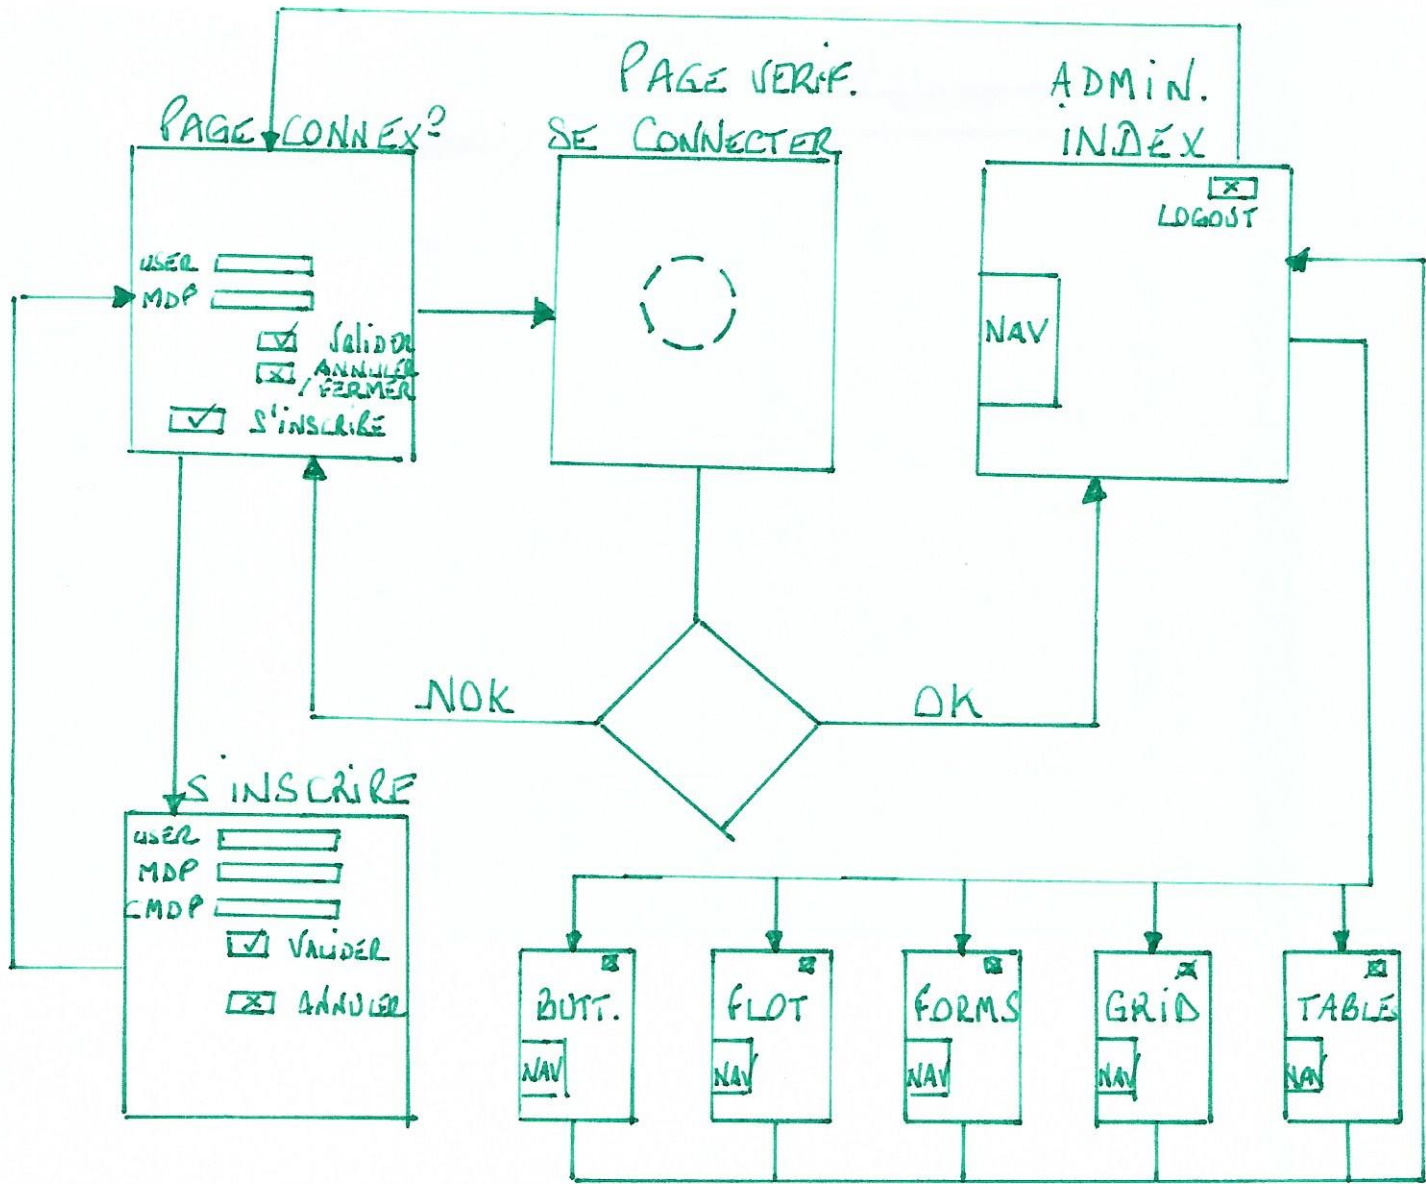 PAGE VERIF.
ADMIN.
PAGE CONNEX?
SE CONNECTER
INDEX
LOGOUT
USER
MDP
NAV
Valider
ANNULER
/ FERMER
S'INSCRIRE
NOK
OK
S'INSCRIRE
USER
MDP
CMDP
VALIDER
ANNULER
BUTT.
FLOT
FORMS
GRID
TABLES
NAV
NAV
NAV
NAV
NAV